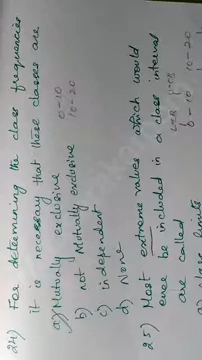 24) For determining the class frequencies
it is necessary that these classes are
a) Mutually exclusive 0-10
b) not Mutually exclusive 10-20
c) independent
d) None
25) Most extreme values which would
ever be included in a class interval
are called 0-10 10-20
a) class limits